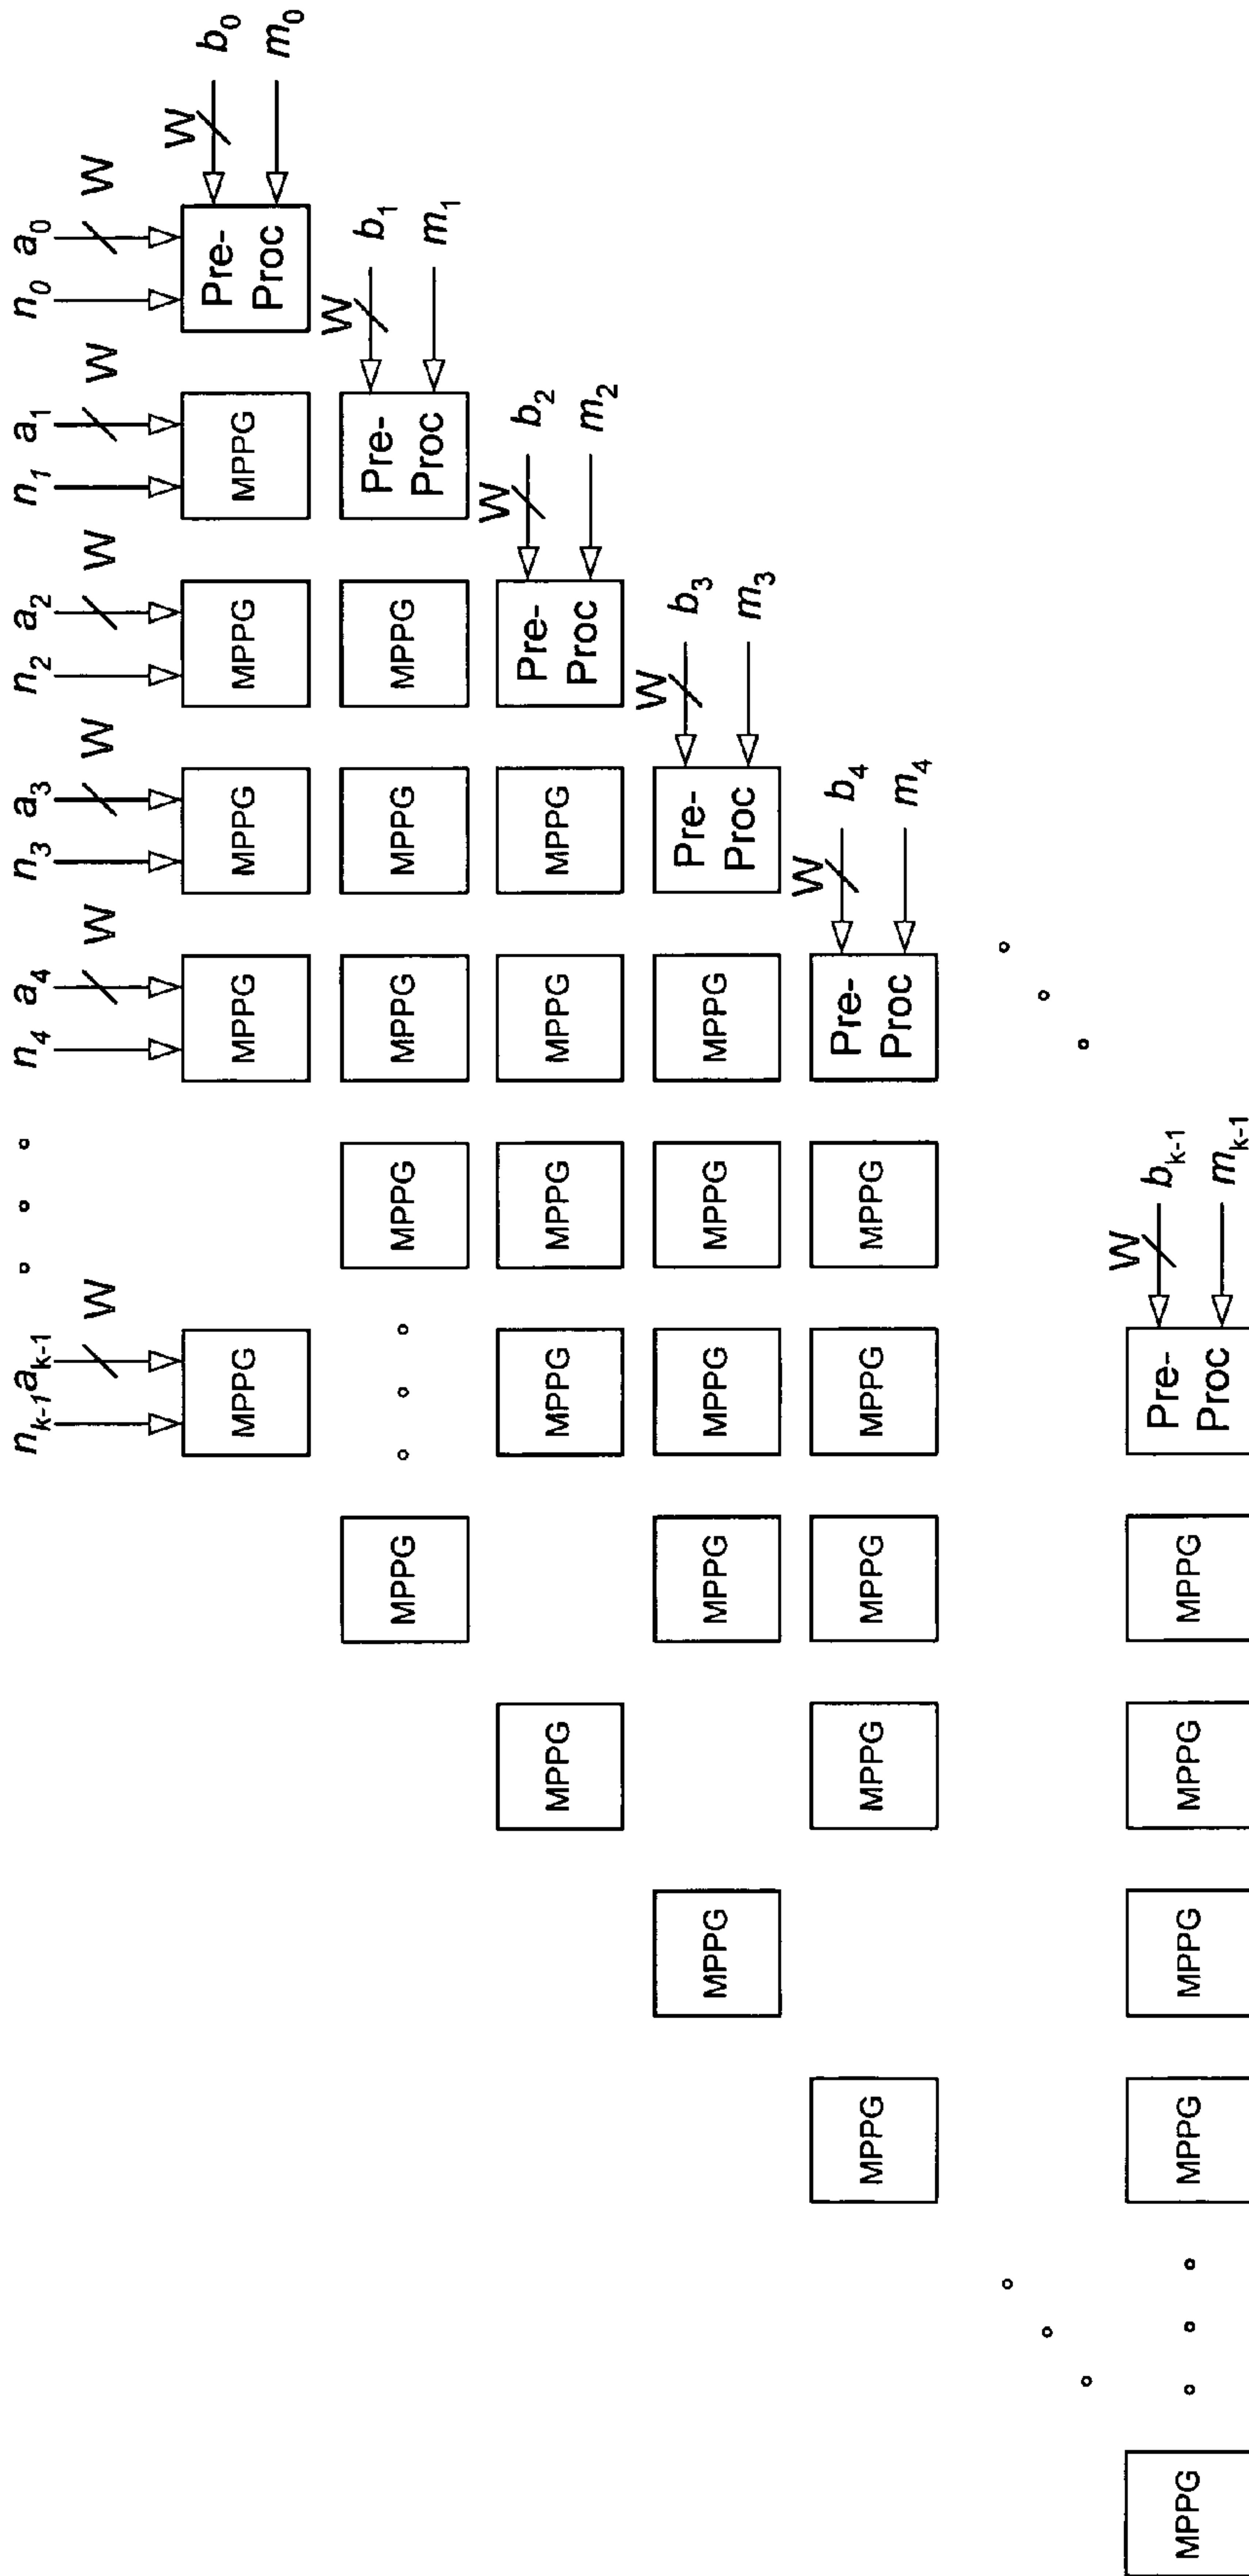 nk-1 ak-1 ∘ ∘ ∘ n4 a4 n3 a3 n2 a2 n1 a1 n0 a0
W W W W W W
W b0
MPPG MPPG MPPG MPPG MPPG Pre-
Proc m0
W b1
MPPG ∘ ∘ ∘ MPPG MPPG MPPG MPPG Pre-
Proc m1
W b2
MPPG MPPG MPPG MPPG MPPG Pre-
Proc m2
W b3
MPPG MPPG MPPG MPPG MPPG Pre-
Proc m3
W b4
MPPG MPPG MPPG MPPG MPPG Pre-
Proc m4
W bk-1
MPPG ∘ ∘ ∘ MPPG MPPG MPPG MPPG Pre-
Proc mk-1